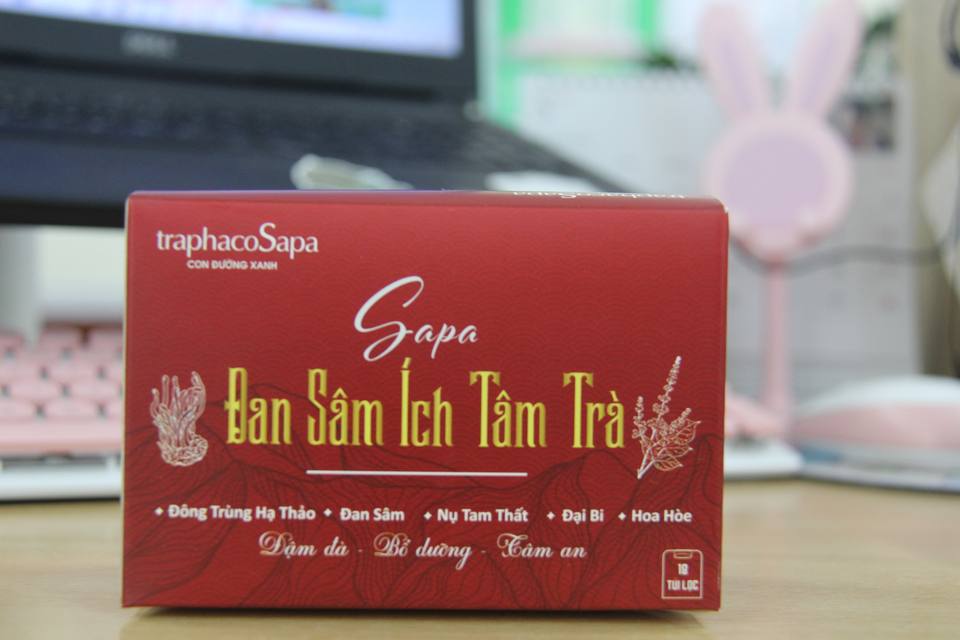 traphacoSapa
CON ĐƯỜNG XANH
Sapa
Đan Sâm Ích Tâm Trà
Đông Trùng Hạ Thảo Đan Sâm Nụ Tam Thất Đại Bi Hoa Hòe
Đậm đà - Bổ dưỡng - Tâm an
18
TÚI LỌC